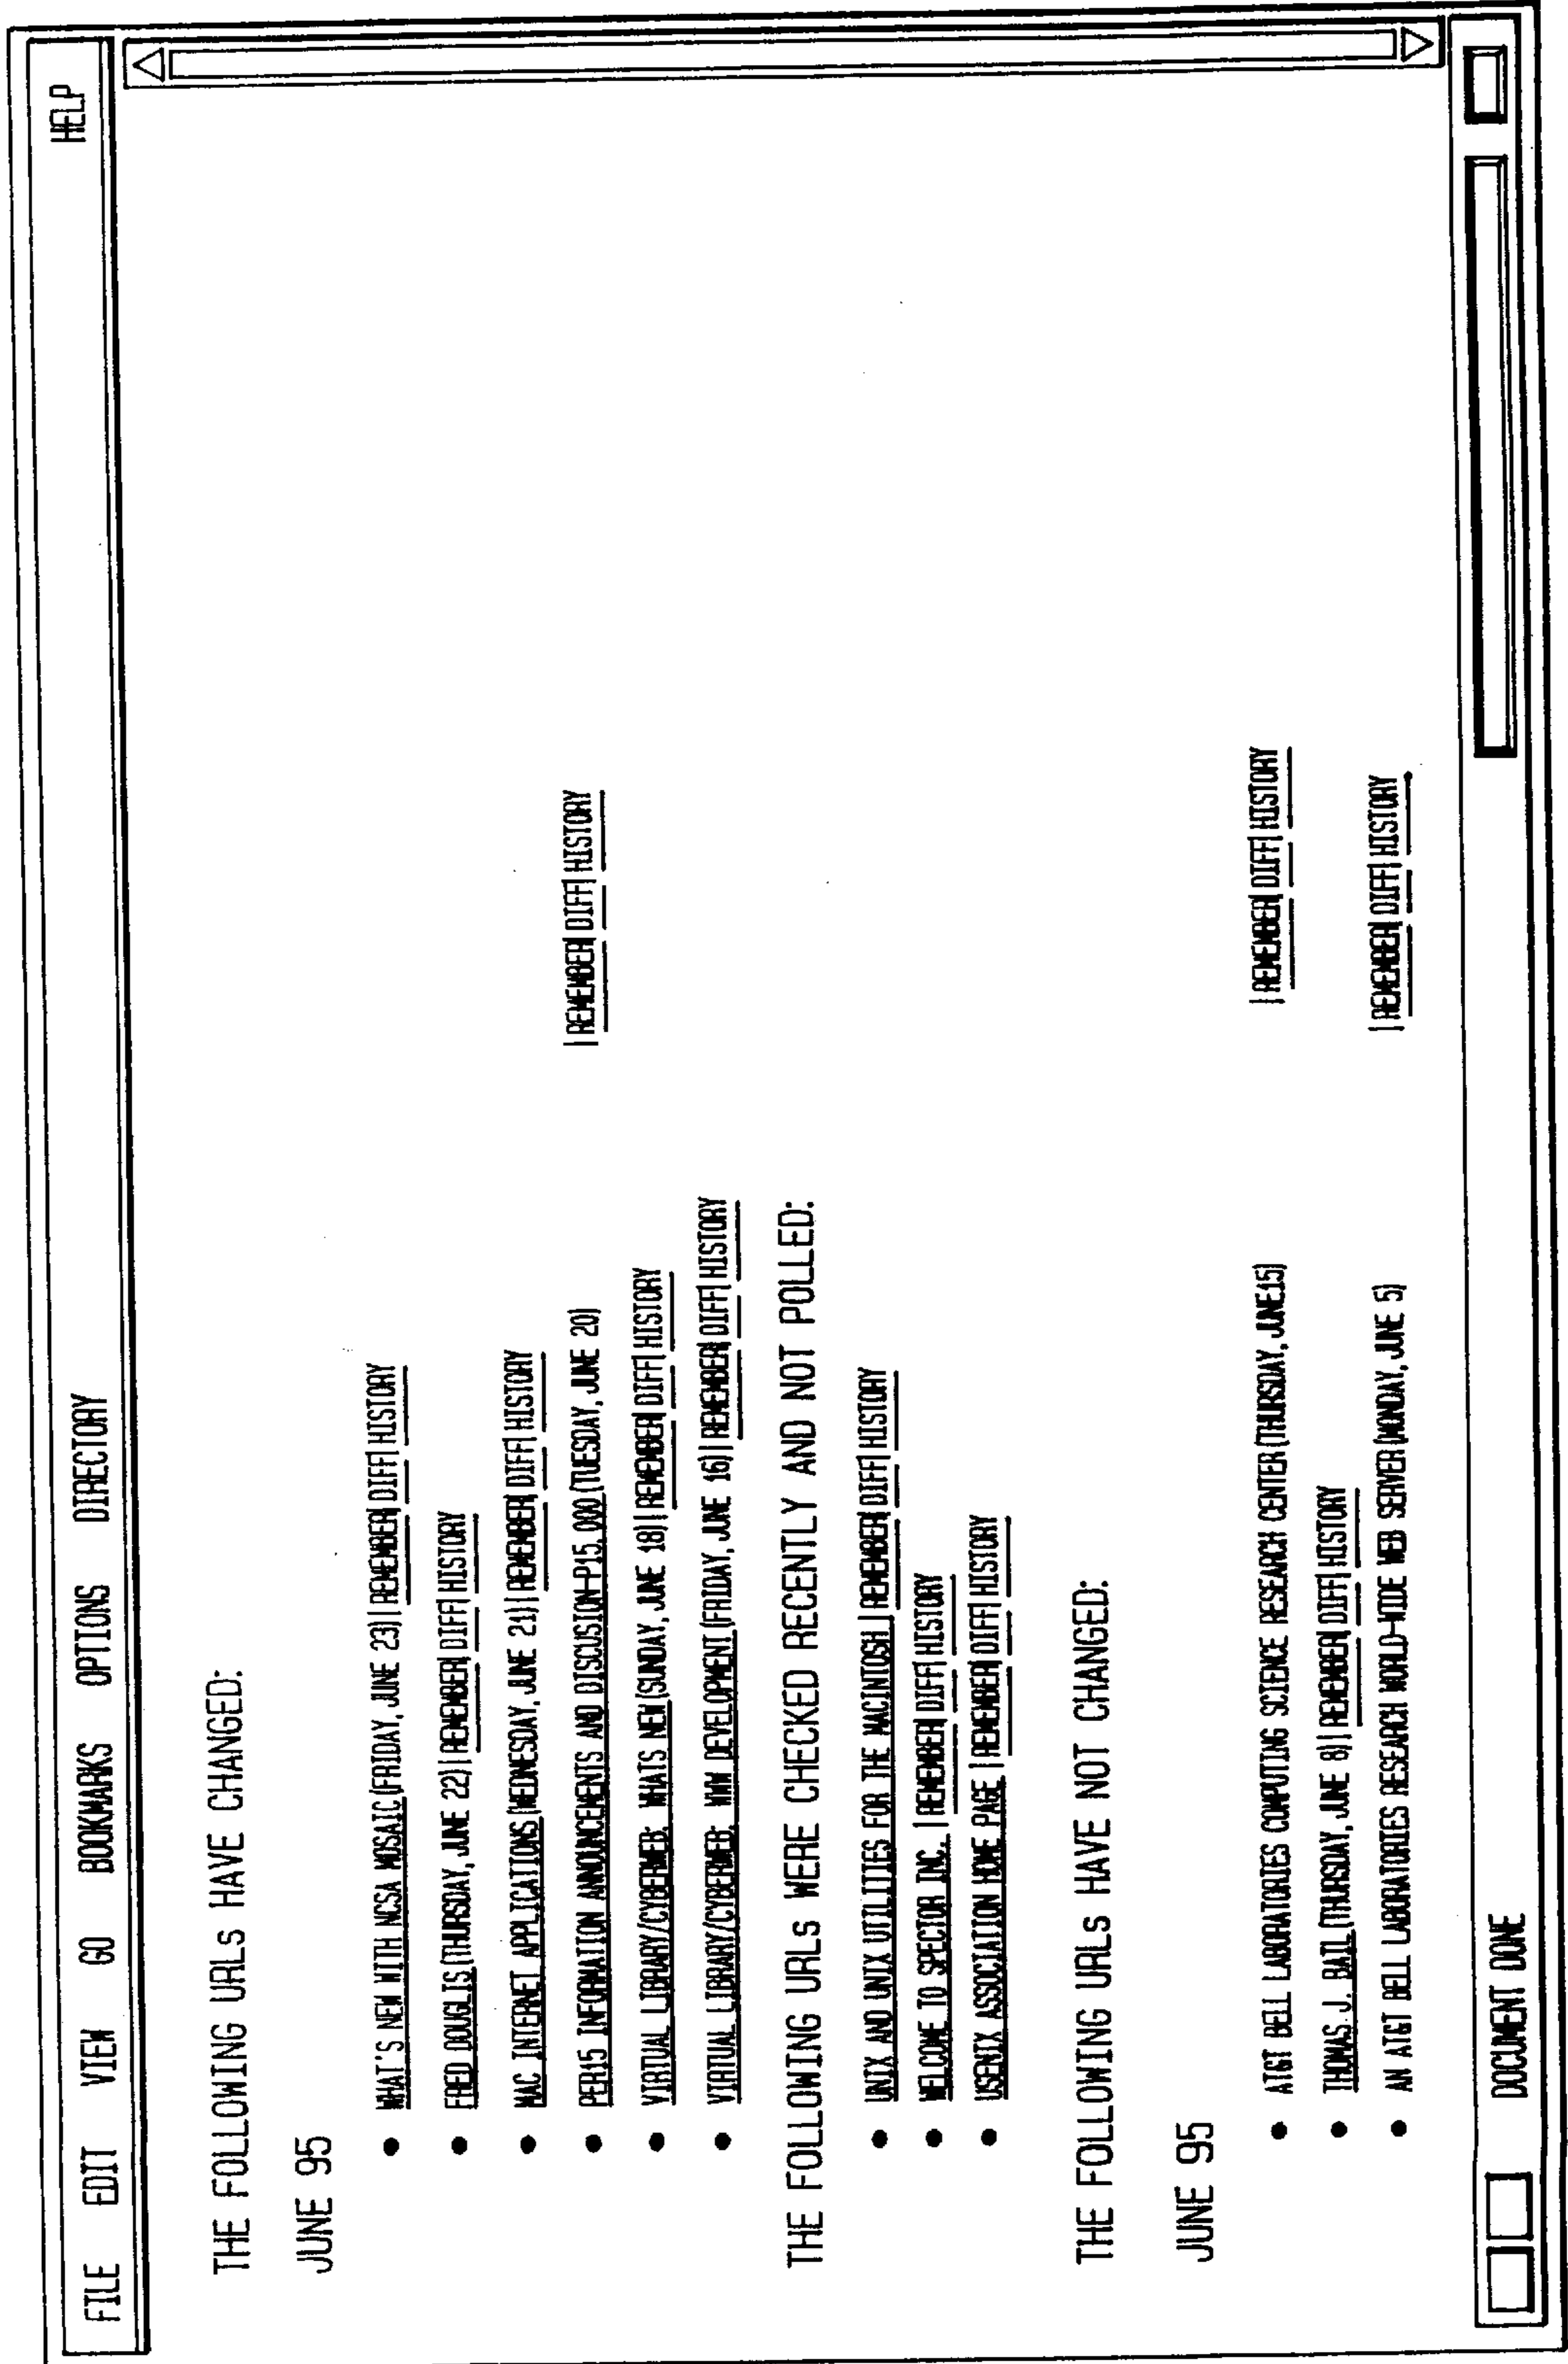 FILE EDIT VIEW GO BOOKMARKS OPTIONS DIRECTORY HELP
THE FOLLOWING URLs HAVE CHANGED:
JUNE 95
• WHAT'S NEW WITH NCSA MOSAIC (FRIDAY, JUNE 23) | REMEMBER | DIFF | HISTORY
• FRED DOUGLIS (THURSDAY, JUNE 22) | REMEMBER | DIFF | HISTORY
• MAC INTERNET APPLICATIONS (WEDNESDAY, JUNE 21) | REMEMBER | DIFF | HISTORY
• PER15 INFORMATION ANNOUNCEMENTS AND DISCUSION-P15.000 (TUESDAY, JUNE 20) | REMEMBER | DIFF | HISTORY
• VIRTUAL LIBRARY/CYBERWEB: WHATS NEW (SUNDAY, JUNE 18) | REMEMBER | DIFF | HISTORY
• VIRTUAL LIBRARY/CYBERWEB: WWW DEVELOPMENT (FRIDAY, JUNE 16) | REMEMBER | DIFF | HISTORY
THE FOLLOWING URLs WERE CHECKED RECENTLY AND NOT POLLED:
• UNIX AND UNIX UTILITIES FOR THE MACINTOSH | REMEMBER | DIFF | HISTORY
• WELCOME TO SPECTOR INC. | REMEMBER | DIFF | HISTORY
• USENIX ASSOCIATION HOME PAGE | REMEMBER | DIFF | HISTORY
THE FOLLOWING URLs HAVE NOT CHANGED:
JUNE 95
• AT&T BELL LABORATORIES COMPUTING SCIENCE RESEARCH CENTER (THURSDAY, JUNE15) | REMEMBER | DIFF | HISTORY
• THOMAS. J. BATL (THURSDAY, JUNE 8) | REMEMBER | DIFF | HISTORY
• AN AT&T BELL LABORATORIES RESEARCH WORLD-WIDE WEB SERVER (MONDAY, JUNE 5) | REMEMBER | DIFF | HISTORY
DOCUMENT DONE